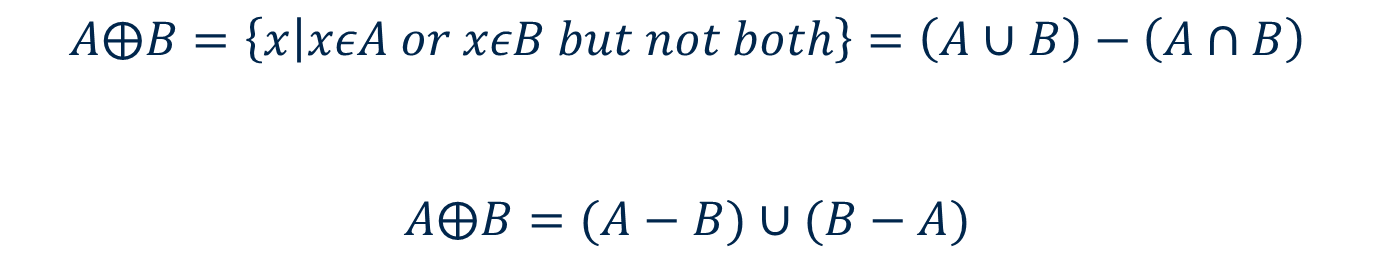 A⊕B = {x|xϵA or xϵB but not both} = (A ∪ B) − (A ∩ B)
A⊕B = (A − B) ∪ (B − A)